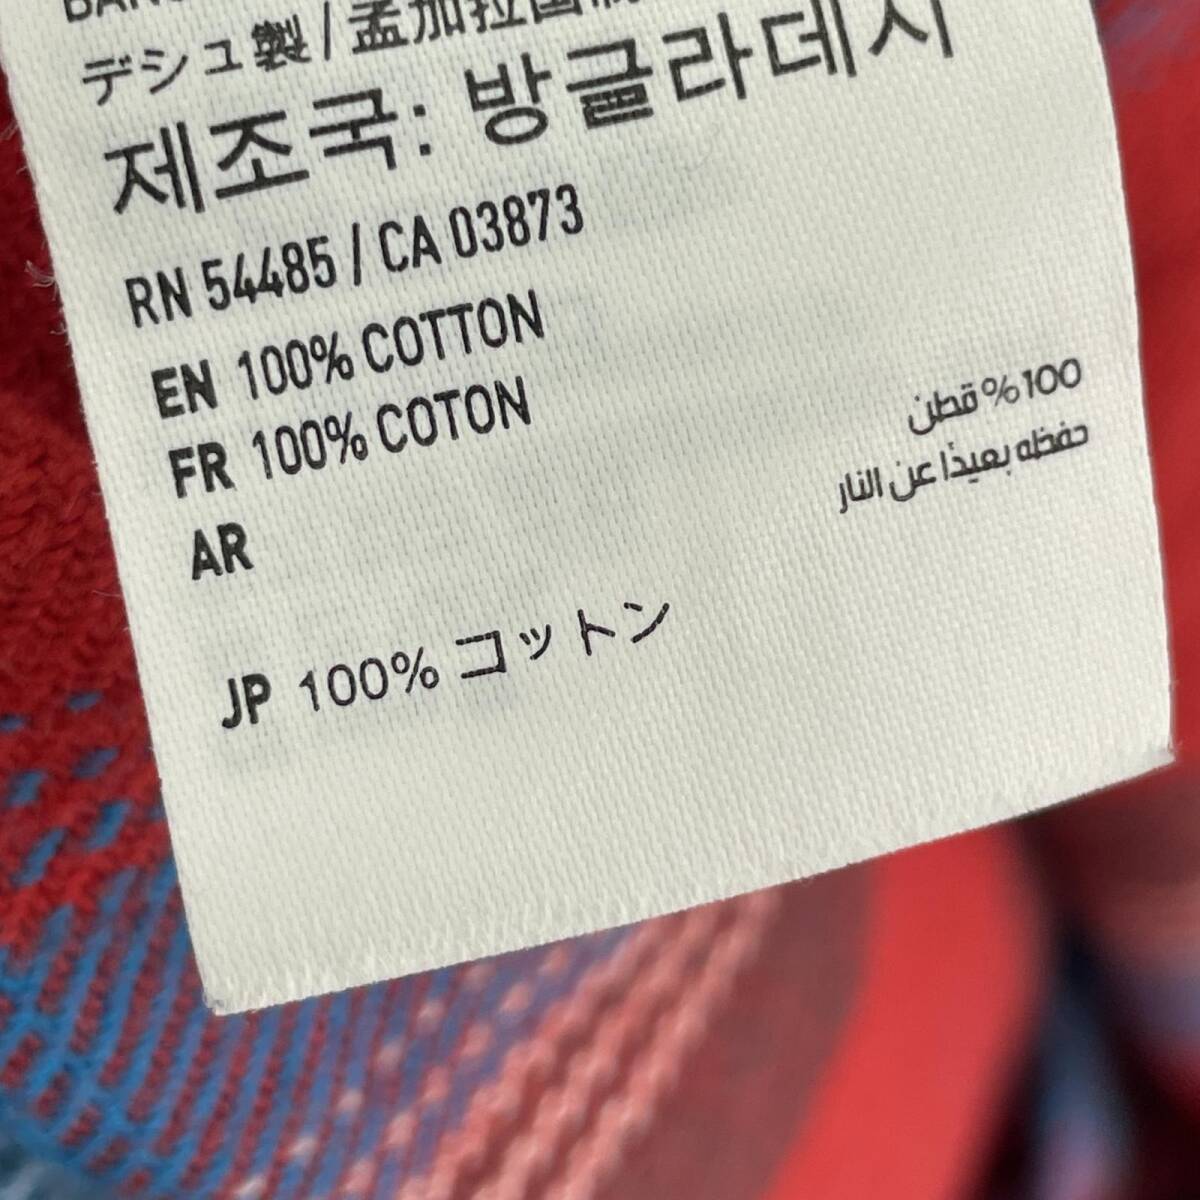 デシュ製/孟加拉国制
제조국: 방글라데시
RN 54485 / CA 03873
EN 100% COTTON
FR 100% COTON
AR
100% قطن
حفظه بعيدًا عن النار
JP 100% コットン